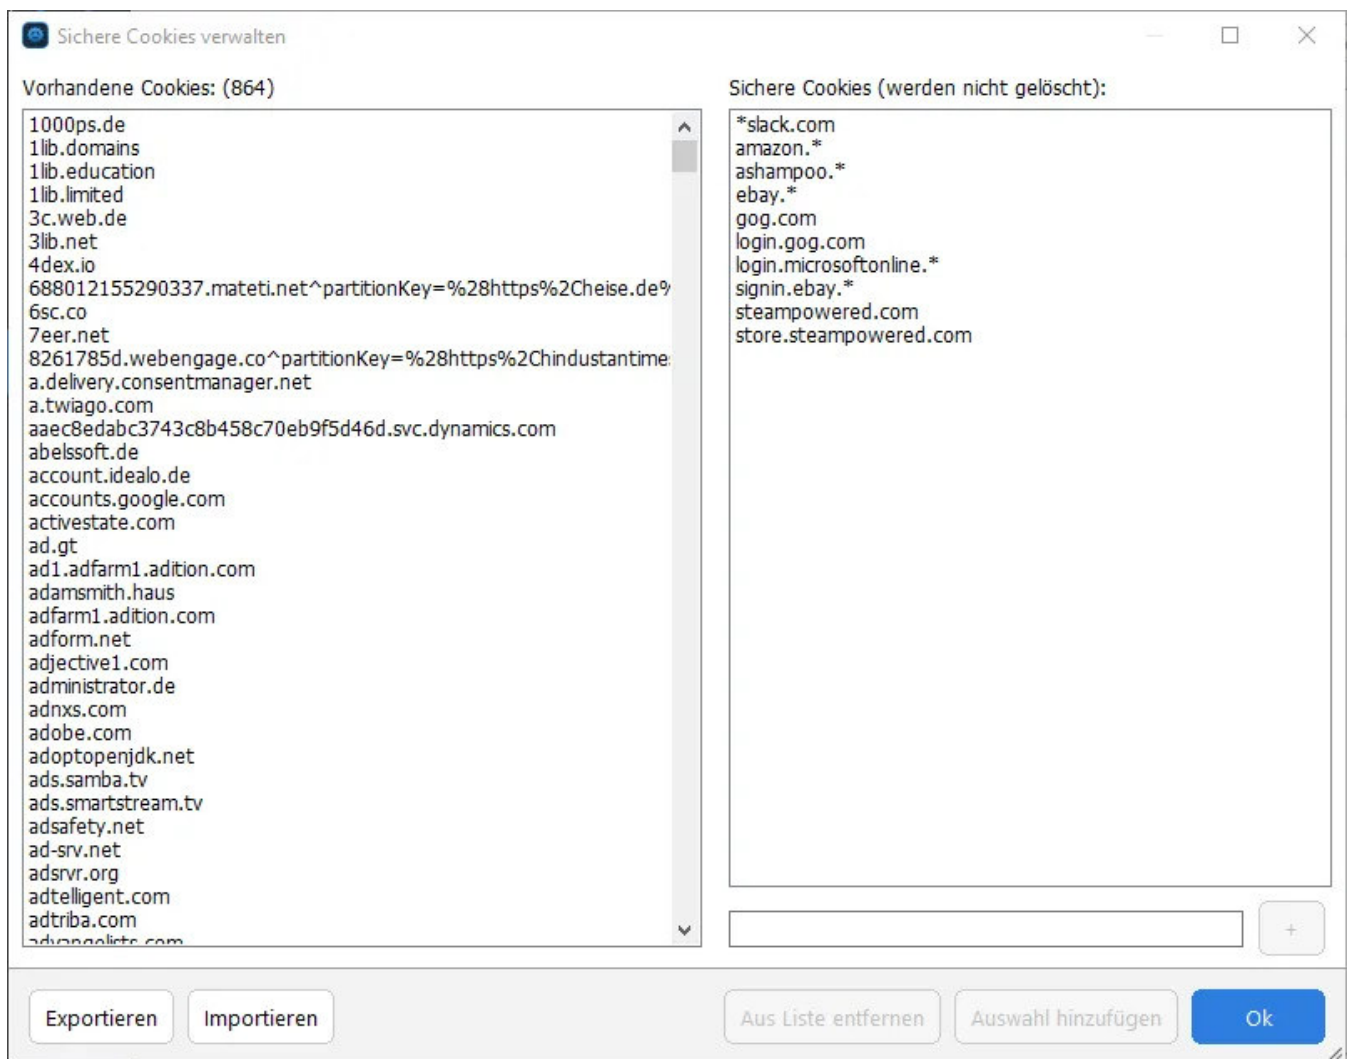 Sichere Cookies verwalten
Vorhandene Cookies: (864)
1000ps.de
1lib.domains
1lib.education
1lib.limited
3c.web.de
3lib.net
4dex.io
688012155290337.mateti.net^partitionKey=%28https%2Cheise.de%
6sc.co
7eer.net
8261785d.webengage.co^partitionKey=%28https%2Chindustantime
a.delivery.consentmanager.net
a.twiago.com
aaec8edabc3743c8b458c70eb9f5d46d.svc.dynamics.com
abelssoft.de
account.idealo.de
accounts.google.com
activestate.com
ad.gt
ad1.adfarm1.adition.com
adamsmith.haus
adfarm1.adition.com
adform.net
adjective1.com
administrator.de
adnxs.com
adobe.com
adoptopenjdk.net
ads.samba.tv
ads.smartstream.tv
adsafety.net
ad-srv.net
adsrvr.org
adtelligent.com
adtriba.com
advangelists.com
Sichere Cookies (werden nicht gelöscht):
*slack.com
amazon.*
ashampoo.*
ebay.*
gog.com
login.gog.com
login.microsoftonline.*
signin.ebay.*
steampowered.com
store.steampowered.com
+
Exportieren
Importieren
Aus Liste entfernen
Auswahl hinzufügen
Ok